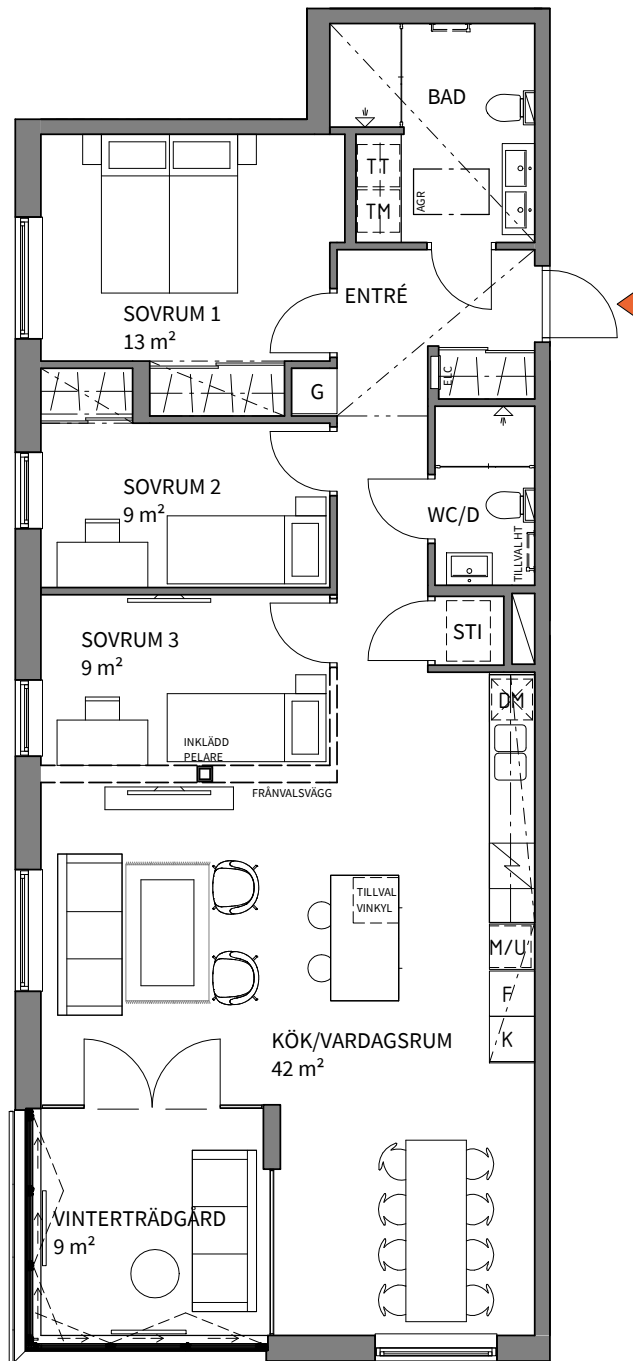 BAD
TT
TM
AGR
ENTRÉ
SOVRUM 1
13 m²
G
ELC
SOVRUM 2
9 m²
WC/D
TILLVAL HT
STI
SOVRUM 3
9 m²
DM
INKLÄDD
PELARE
FRÅNVALSVÄGG
TILLVAL
VINKYL
M/U
F
K
KÖK/VARDAGSRUM
42 m²
VINTERTRÄDGÅRD
9 m²